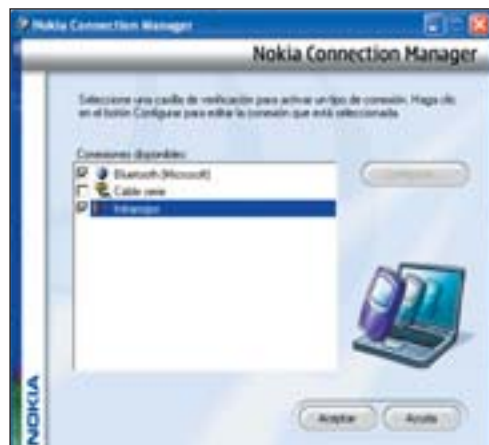 Nokia Connection Manager
Nokia Connection Manager
Seleccione una casilla de verificación para activar un tipo de conexión. Haga clic
en el botón Configurar para editar la conexión que está seleccionada.
Conexiones disponibles:
Bluetooth (Microsoft)
Cable serie
Infrarrojos
Aceptar
Ayuda
NOKIA